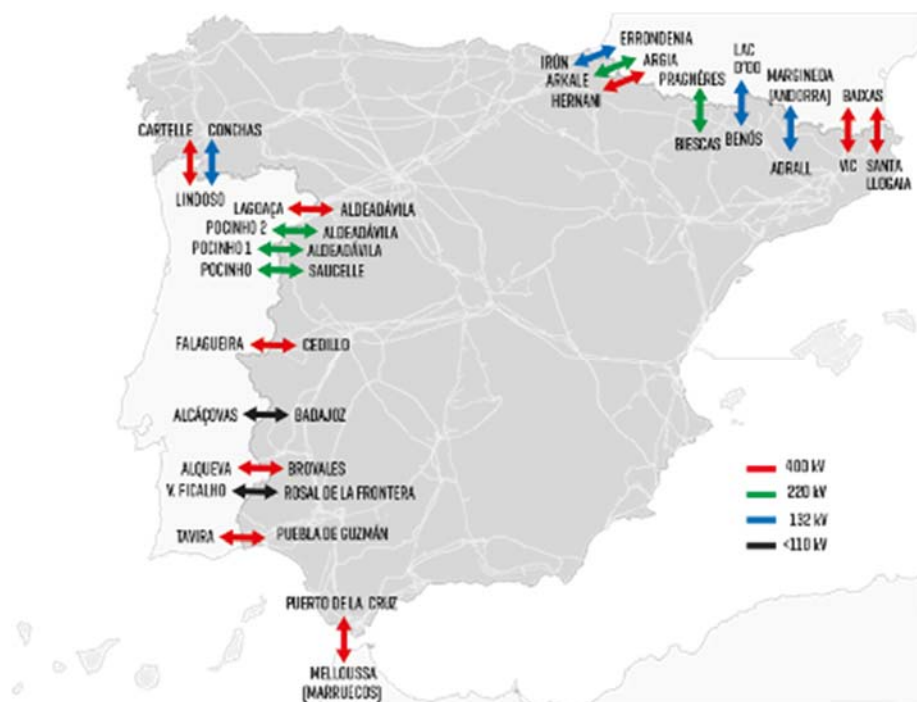 ERRONDENIA
IRÚN
ARGIA
ARKALE
HERNANI
PRAGNÉRES
BIESCAS
LAC
D'OO
BENÓS
MARGINEDA
(ANDORRA)
ADRALL
BAIXAS
VIC
SANTA
LLOGAIA
CARTELLE
CONCHAS
LINDOSO
LAGOAÇA
ALDEADÁVILA
POCINHO 2
ALDEADÁVILA
POCINHO 1
ALDEADÁVILA
POCINHO
SAUCELLE
FALAGUEIRA
CEDILLO
ALCÁÇOVAS
BADAJOZ
ALQUEVA
BROVALES
V. FICALHO
ROSAL DE LA FRONTERA
TAVIRA
PUEBLA DE GUZMÁN
PUERTO DE LA CRUZ
MELLOUSSA
(MARRUECOS)
400 kV
220 kV
132 kV
<110 kV